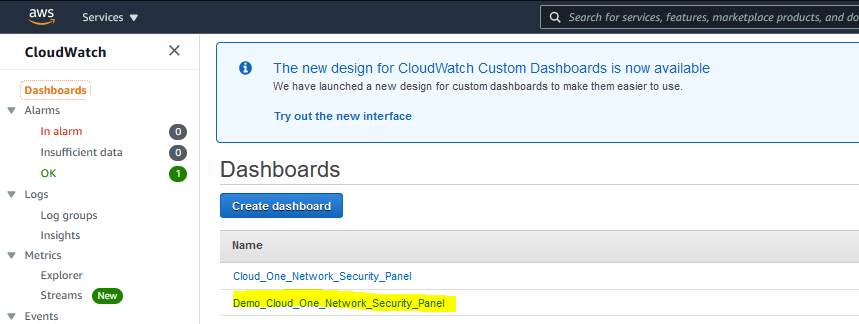 aws
Services
Search for services, features, marketplace products, and do
CloudWatch
Dashboards
Alarms
In alarm 0
Insufficient data 0
OK 1
Logs
Log groups
Insights
Metrics
Explorer
Streams New
Events
The new design for CloudWatch Custom Dashboards is now available
We have launched a new design for custom dashboards to make them easier to use.
Try out the new interface
Dashboards
Create dashboard
Name
Cloud_One_Network_Security_Panel
Demo_Cloud_One_Network_Security_Panel